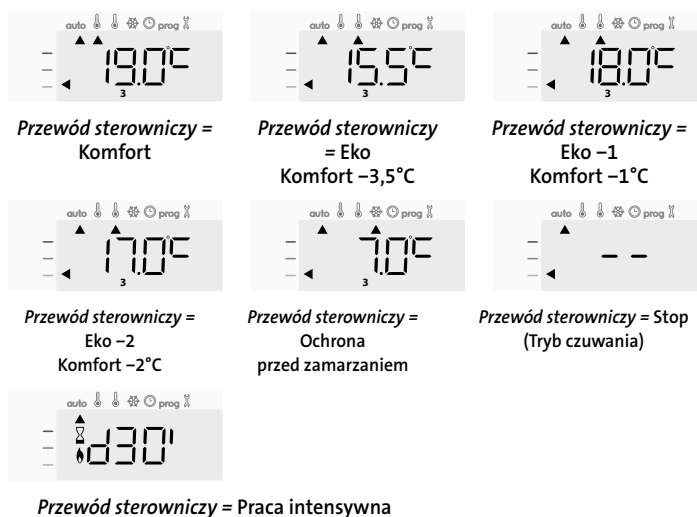 auto prog
19.0°C
3
Przewód sterowniczy =
Komfort
auto prog
15.5°C
3
Przewód sterowniczy
= Eko
Komfort –3,5°C
auto prog
18.0°C
3
Przewód sterowniczy =
Eko –1
Komfort –1°C
auto prog
17.0°C
3
Przewód sterowniczy =
Eko –2
Komfort –2°C
auto prog
7.0°C
3
Przewód sterowniczy =
Ochrona
przed zamarzaniem
auto prog
– –
Przewód sterowniczy = Stop
(Tryb czuwania)
auto prog
d30'
Przewód sterowniczy = Praca intensywna